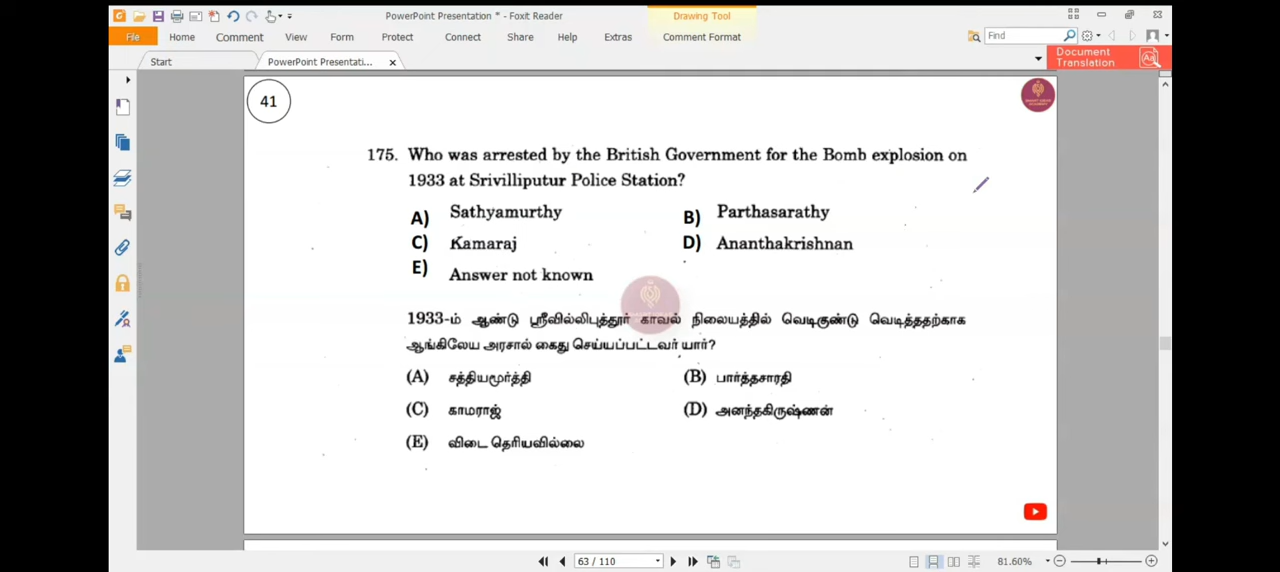 PowerPoint Presentation * - Foxit Reader
Drawing Tool
File Home Comment View Form Protect Connect Share Help Extras Comment Format Find
Start PowerPoint Presentati... Document Translation
41
175. Who was arrested by the British Government for the Bomb explosion on
1933 at Srivilliputur Police Station?
A) Sathyamurthy B) Parthasarathy
C) Kamaraj D) Ananthakrishnan
E) Answer not known
1933-ம் ஆண்டு ஸ்ரீவில்லிபுத்தூர் காவல் நிலையத்தில் வெடிகுண்டு வெடித்ததற்காக
ஆங்கிலேய அரசால் கைது செய்யப்பட்டவர் யார்?
(A) சத்தியமூர்த்தி (B) பார்த்தசாரதி
(C) காமராஜ் (D) அனந்தகிருஷ்ணன்
(E) விடை தெரியவில்லை
63 / 110 81.60%